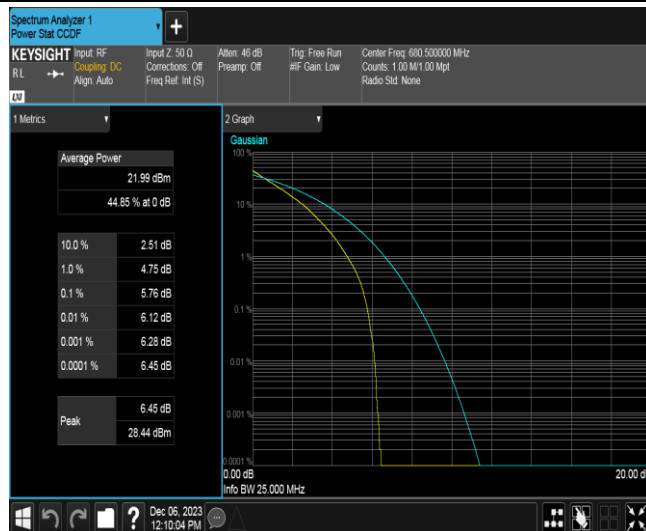 Spectrum Analyzer 1
Power Stat CCDF
+
KEYSIGHT
RL
Input: RF
Coupling: DC
Align: Auto
Input Z: 50 Ω
Corrections: Off
Freq Ref: Int (S)
Atten: 46 dB
Preamp: Off
Trig: Free Run
#IF Gain: Low
Center Freq: 680.500000 MHz
Counts: 1.00 M/1.00 Mpt
Radio Std: None
1 Metrics
Average Power
21.99 dBm
44.85 % at 0 dB
10.0 % 2.51 dB
1.0 % 4.75 dB
0.1 % 5.76 dB
0.01 % 6.12 dB
0.001 % 6.28 dB
0.0001 % 6.45 dB
Peak
6.45 dB
28.44 dBm
2 Graph
Gaussian
100 %
10 %
1 %
0.1 %
0.01 %
0.001 %
0.0001 %
0.00 dB
20.00 d
Info BW 25.000 MHz
?
Dec 06, 2023
12:10:04 PM